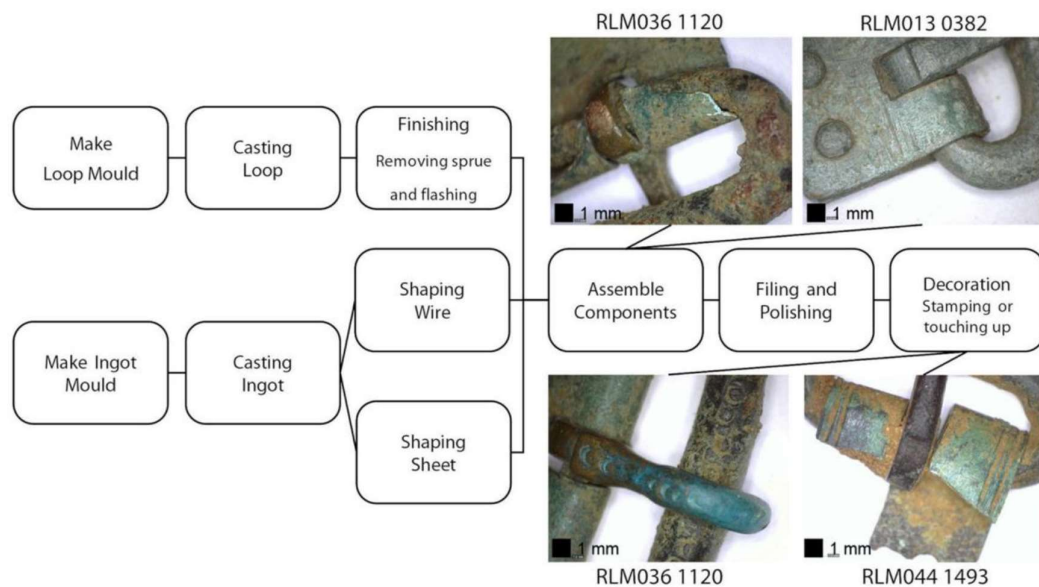 RLM036 1120
RLM013 0382
1 mm
1 mm
Make
Loop Mould
Casting
Loop
Finishing
Removing sprue
and flashing
Shaping
Wire
Assemble
Components
Filing and
Polishing
Decoration
Stamping or
touching up
Make Ingot
Mould
Casting
Ingot
Shaping
Sheet
1 mm
1 mm
RLM036 1120
RLM044 1493